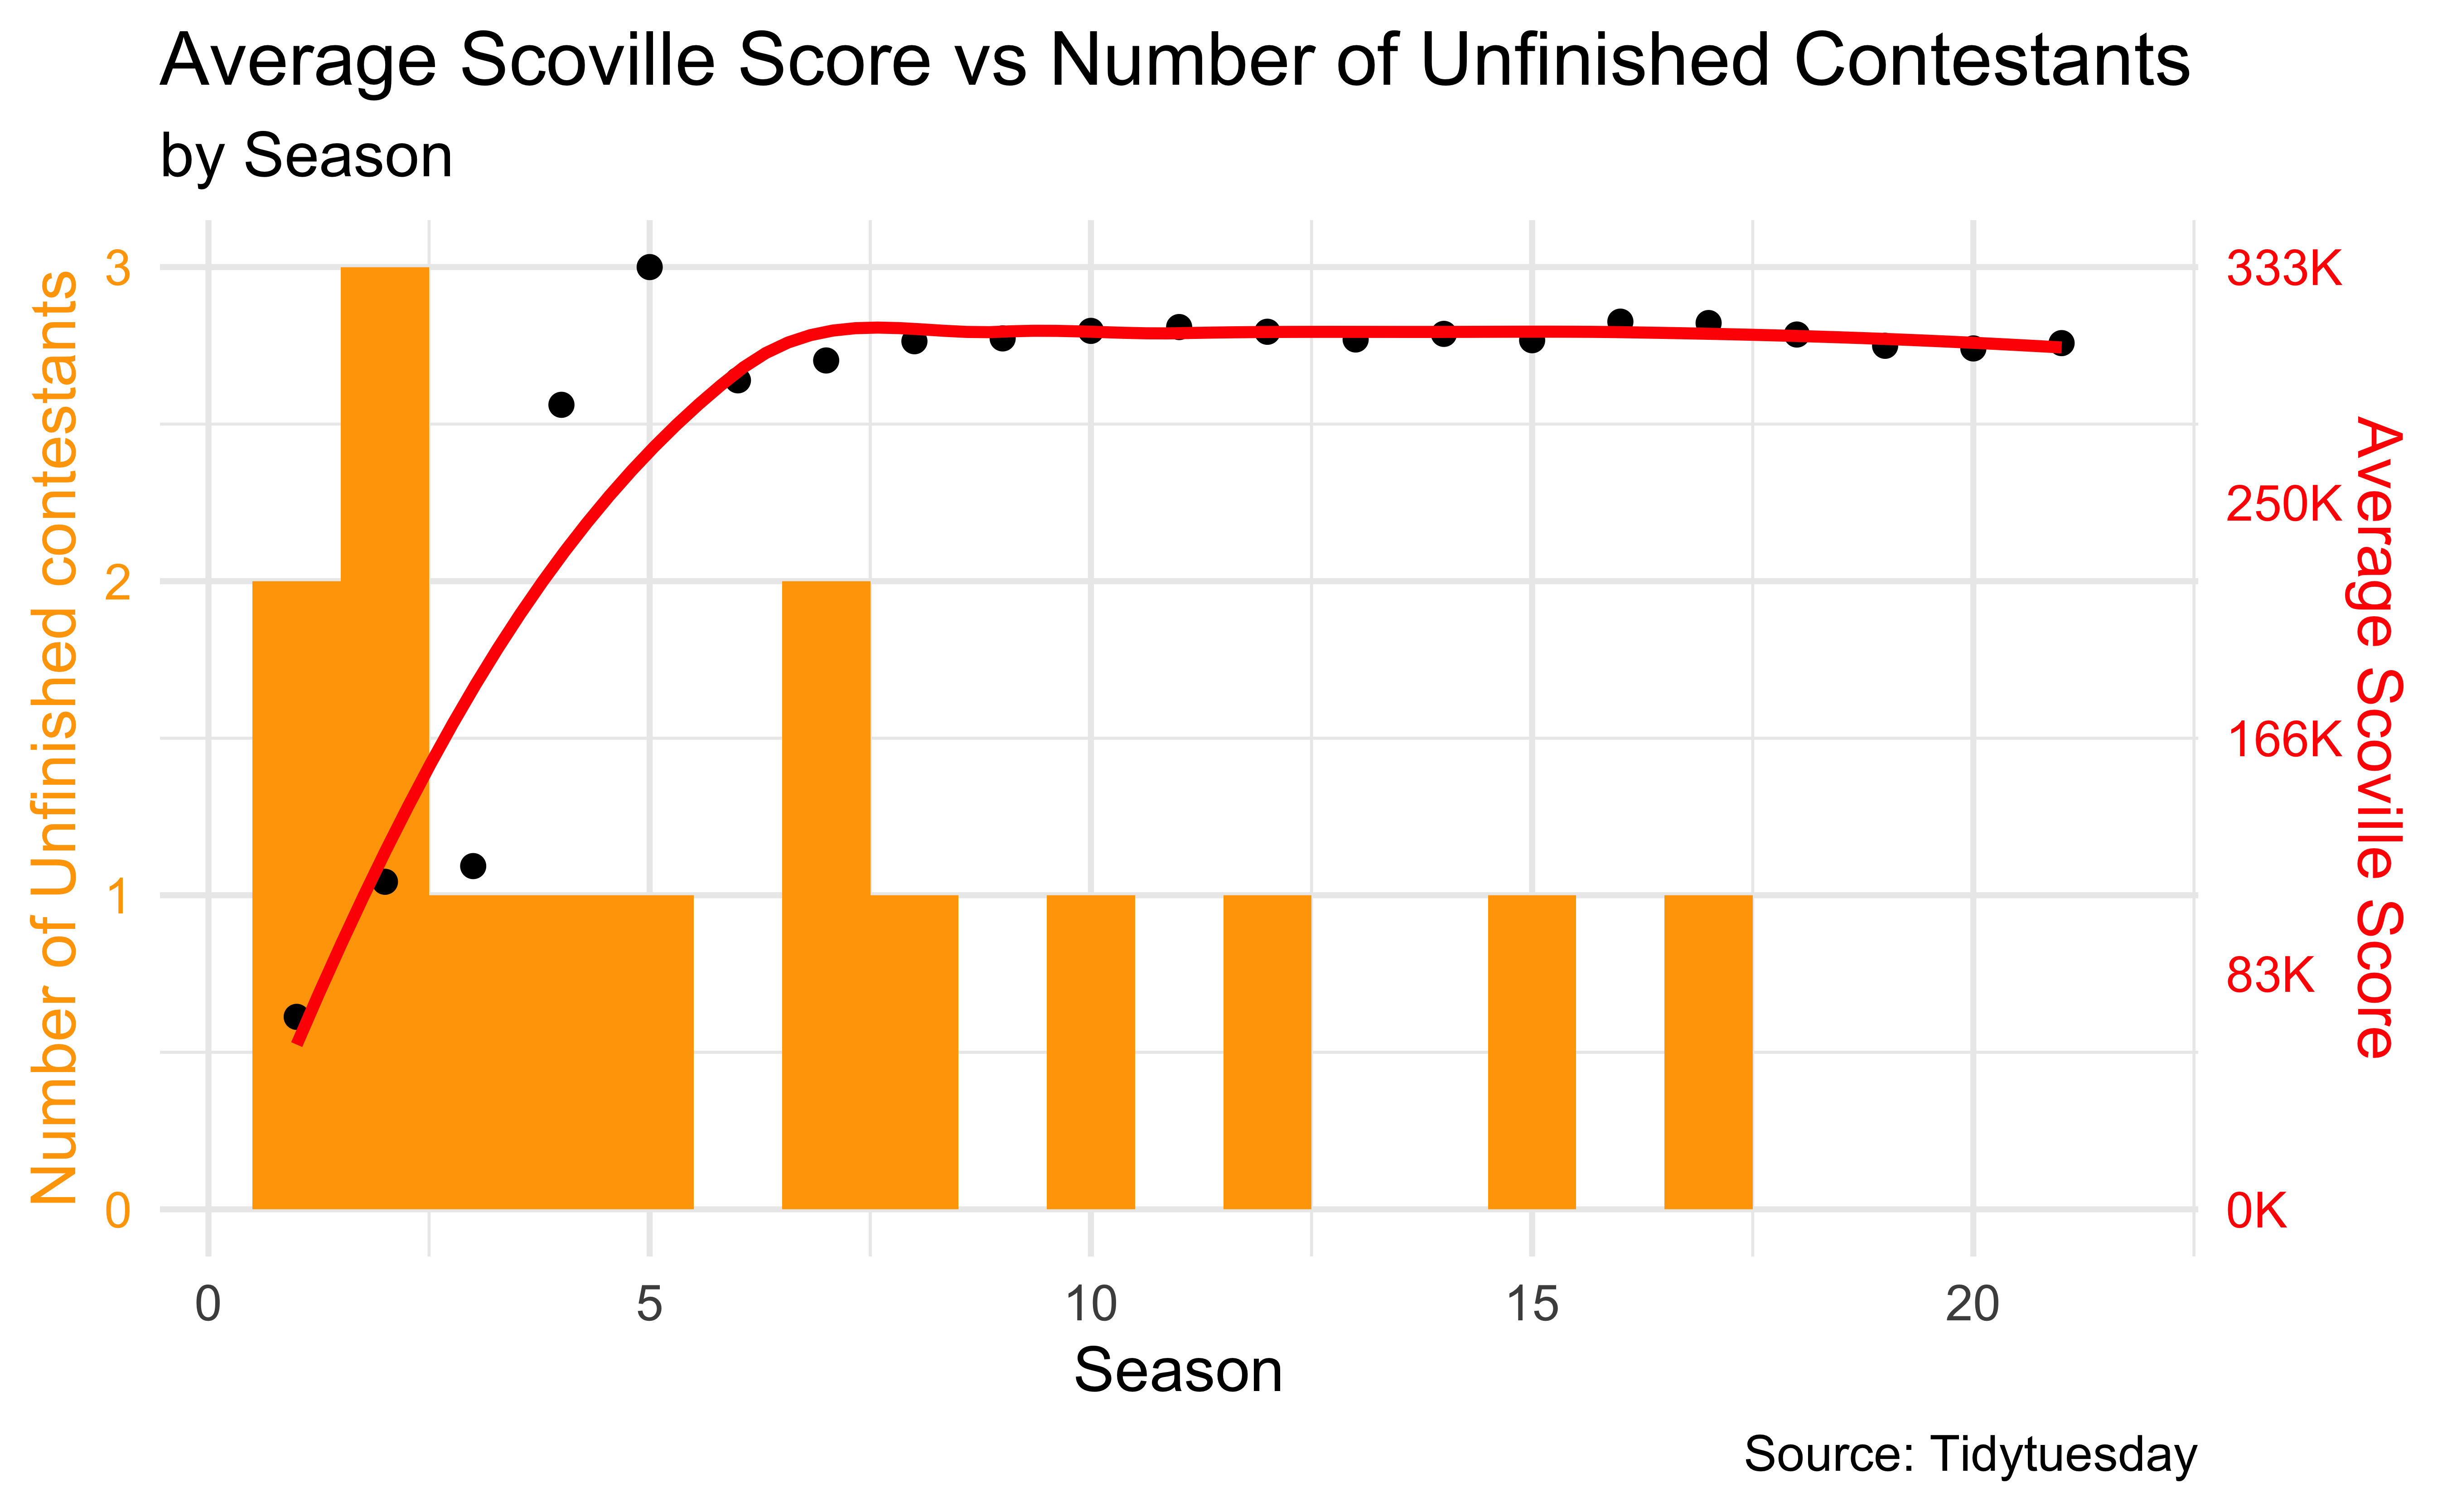 Average Scoville Score vs Number of Unfinished Contestants
by Season
Number of Unfinished contestants
3
2
1
0
333K
250K
166K
83K
0K
Average Scoville Score
0 5 10 15 20
Season
Source: Tidytuesday